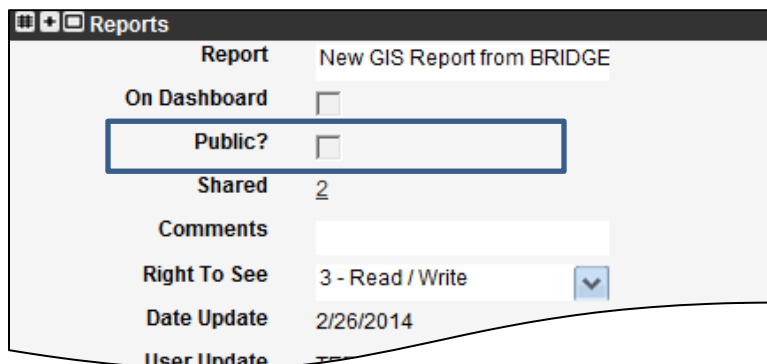 Reports
Report New GIS Report from BRIDGE
On Dashboard
Public?
Shared 2
Comments
Right To See 3 - Read / Write
Date Update 2/26/2014
User Update